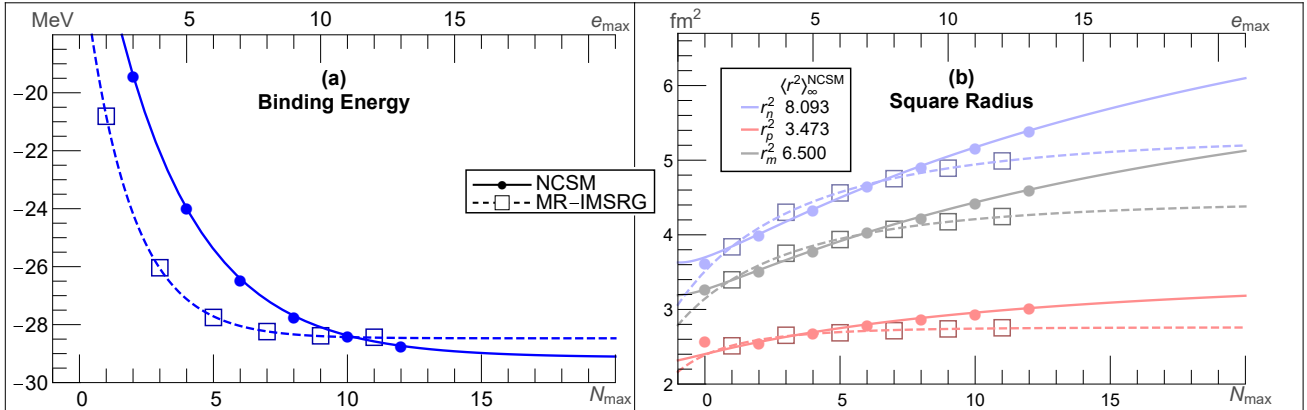 MeV 5 10 15 e_max
(a)
Binding Energy
−20
−22
−24
−26
−28
−30
0 5 10 15 N_max
NCSM
MR−IMSRG
fm² 5 10 15 e_max
(b)
Square Radius
⟨r²⟩_∞^NCSM
r_n² 8.093
r_p² 3.473
r_m² 6.500
6
5
4
3
2
0 5 10 15 N_max